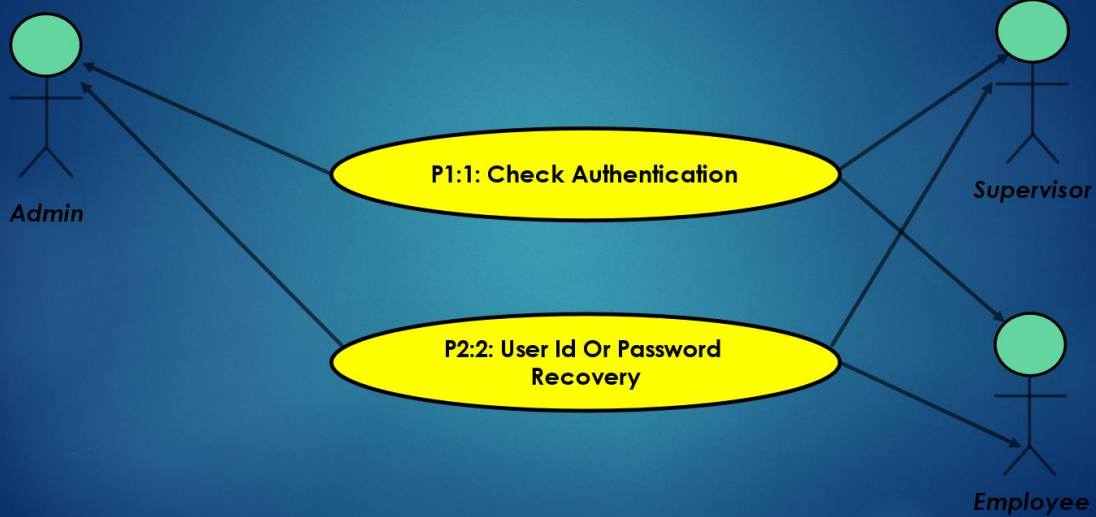 P1:1: Check Authentication
Supervisor
Admin
P2:2: User Id Or Password
Recovery
Employee